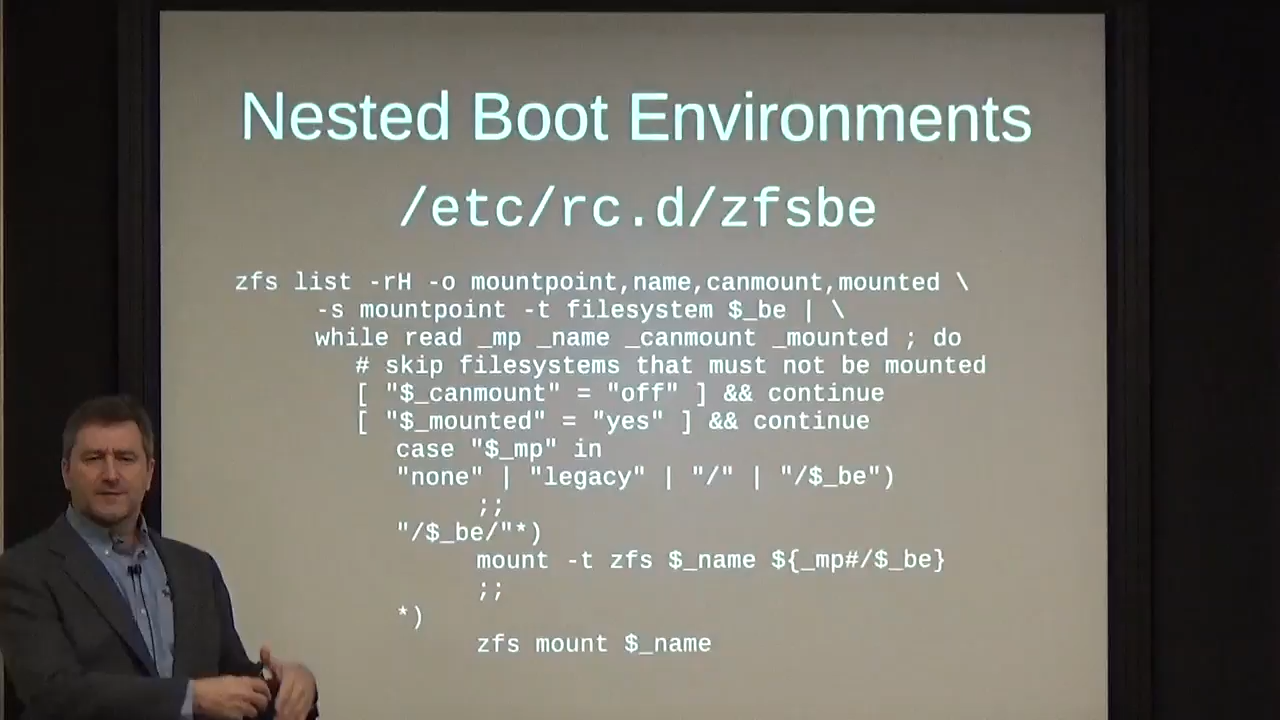 Nested Boot Environments
/etc/rc.d/zfsbe
zfs list -rH -o mountpoint,name,canmount,mounted \
-s mountpoint -t filesystem $_be | \
while read _mp _name _canmount _mounted ; do
# skip filesystems that must not be mounted
[ "$_canmount" = "off" ] && continue
[ "$_mounted" = "yes" ] && continue
case "$_mp" in
"none" | "legacy" | "/" | "/$_be")
;;
"/$_be/"*)
mount -t zfs $_name ${_mp#/$_be}
;;
*)
zfs mount $_name